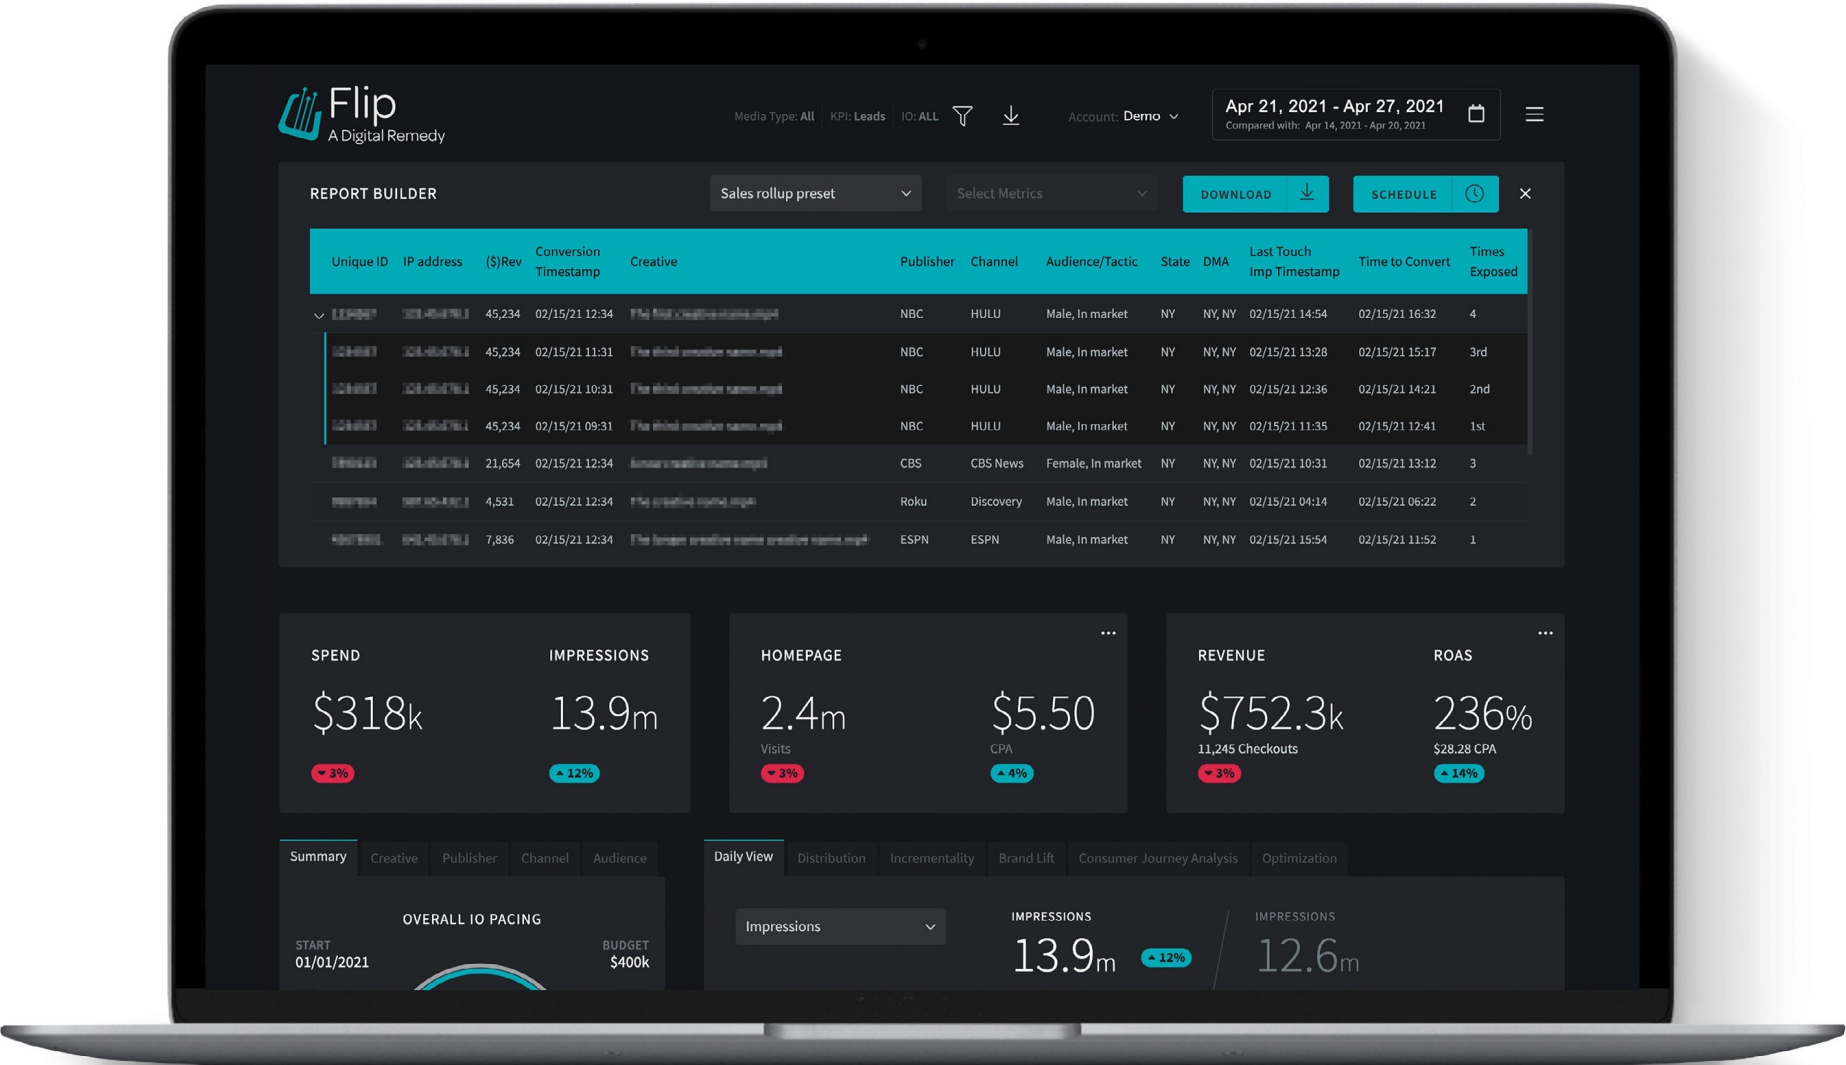 Flip
A Digital Remedy
Media Type: All KPI: Leads IO: ALL
Account: Demo
Apr 21, 2021 - Apr 27, 2021
Compared with: Apr 14, 2021 - Apr 20, 2021
REPORT BUILDER
Sales rollup preset
Select Metrics
DOWNLOAD
SCHEDULE
Unique ID IP address ($)Rev Conversion Timestamp Creative Publisher Channel Audience/Tactic State DMA Last Touch Imp Timestamp Time to Convert Times Exposed
45,234 02/15/21 12:34 NBC HULU Male, In market NY NY, NY 02/15/21 14:54 02/15/21 16:32 4
45,234 02/15/21 11:31 NBC HULU Male, In market NY NY, NY 02/15/21 13:28 02/15/21 15:17 3rd
45,234 02/15/21 10:31 NBC HULU Male, In market NY NY, NY 02/15/21 12:36 02/15/21 14:21 2nd
45,234 02/15/21 09:31 NBC HULU Male, In market NY NY, NY 02/15/21 11:35 02/15/21 12:41 1st
21,654 02/15/21 12:34 CBS CBS News Female, In market NY NY, NY 02/15/21 10:31 02/15/21 13:12 3
4,531 02/15/21 12:34 Roku Discovery Male, In market NY NY, NY 02/15/21 04:14 02/15/21 06:22 2
7,836 02/15/21 12:34 ESPN ESPN Male, In market NY NY, NY 02/15/21 15:54 02/15/21 11:52 1
SPEND IMPRESSIONS
$318k 13.9m
3% 12%
HOMEPAGE
2.4m $5.50
Visits CPA
3% 4%
REVENUE ROAS
$752.3k 236%
11,245 Checkouts $28.28 CPA
3% 14%
Summary Creative Publisher Channel Audience
OVERALL IO PACING
START BUDGET
01/01/2021 $400k
Daily View Distribution Incrementality Brand Lift Consumer Journey Analysis Optimization
Impressions
IMPRESSIONS IMPRESSIONS
13.9m 12% 12.6m